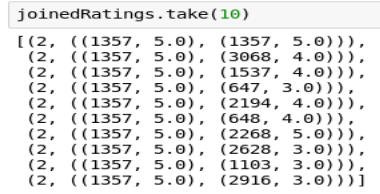 joinedRatings.take(10)
[(2, ((1357, 5.0), (1357, 5.0))),
(2, ((1357, 5.0), (3068, 4.0))),
(2, ((1357, 5.0), (1537, 4.0))),
(2, ((1357, 5.0), (647, 3.0))),
(2, ((1357, 5.0), (2194, 4.0))),
(2, ((1357, 5.0), (648, 4.0))),
(2, ((1357, 5.0), (2268, 5.0))),
(2, ((1357, 5.0), (2628, 3.0))),
(2, ((1357, 5.0), (1103, 3.0))),
(2, ((1357, 5.0), (2916, 3.0)))]